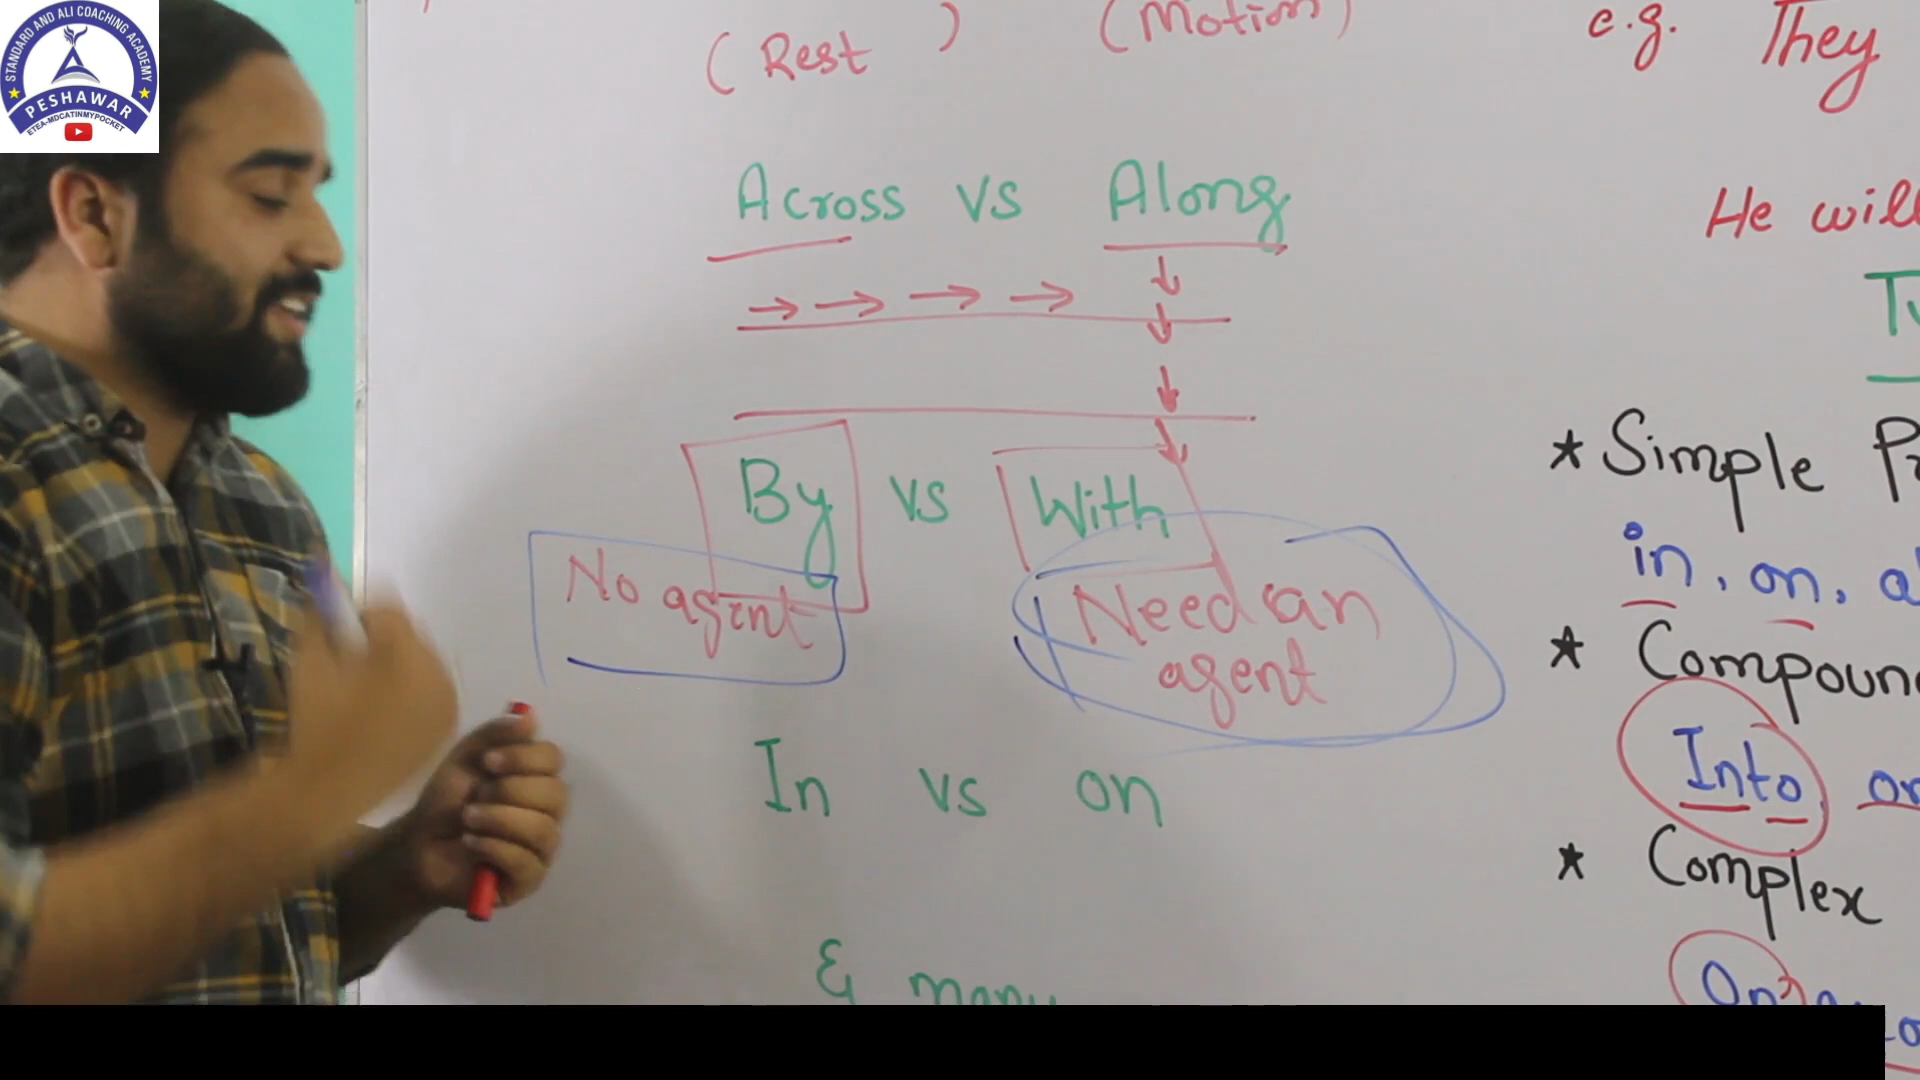 STANDARD AND ALI COACHING ACADEMY
PESHAWAR
ETEA-MDCATINMYPOCKET
(Rest) (Motion)
Across vs Along
By vs With
No agent Need an
agent
In vs on
& many
e.g. They
He will
* Simple Pr
in, on, a
* Compoun
Into, on
* Complex